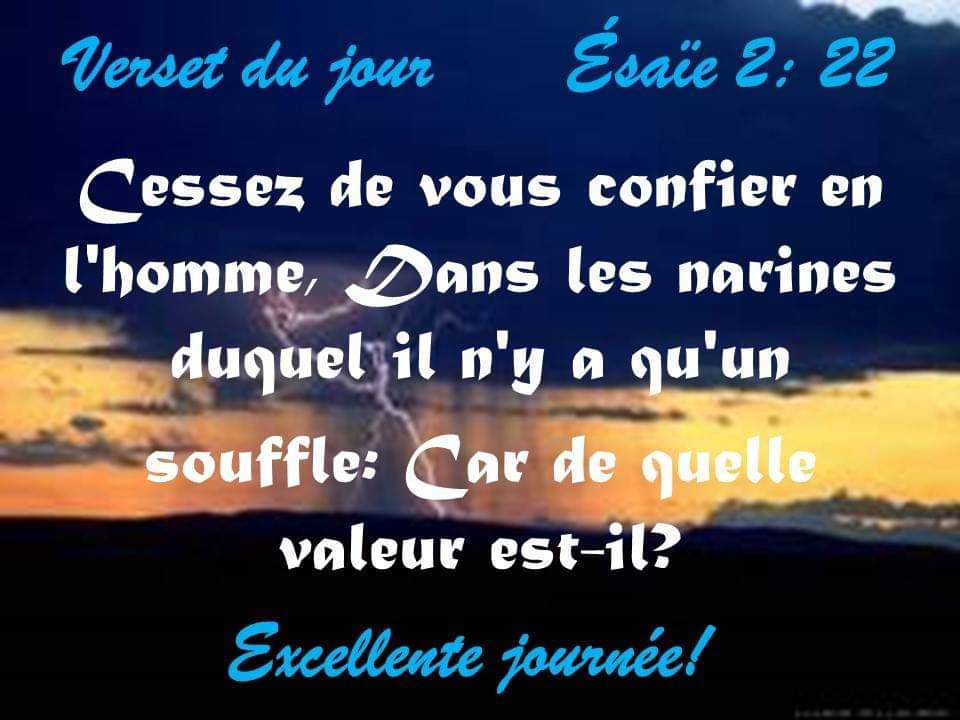 Verset du jour Ésaïe 2: 22
Cessez de vous confier en
l'homme, Dans les narines
duquel il n'y a qu'un
souffle: Car de quelle
valeur est-il?
Excellente journée!